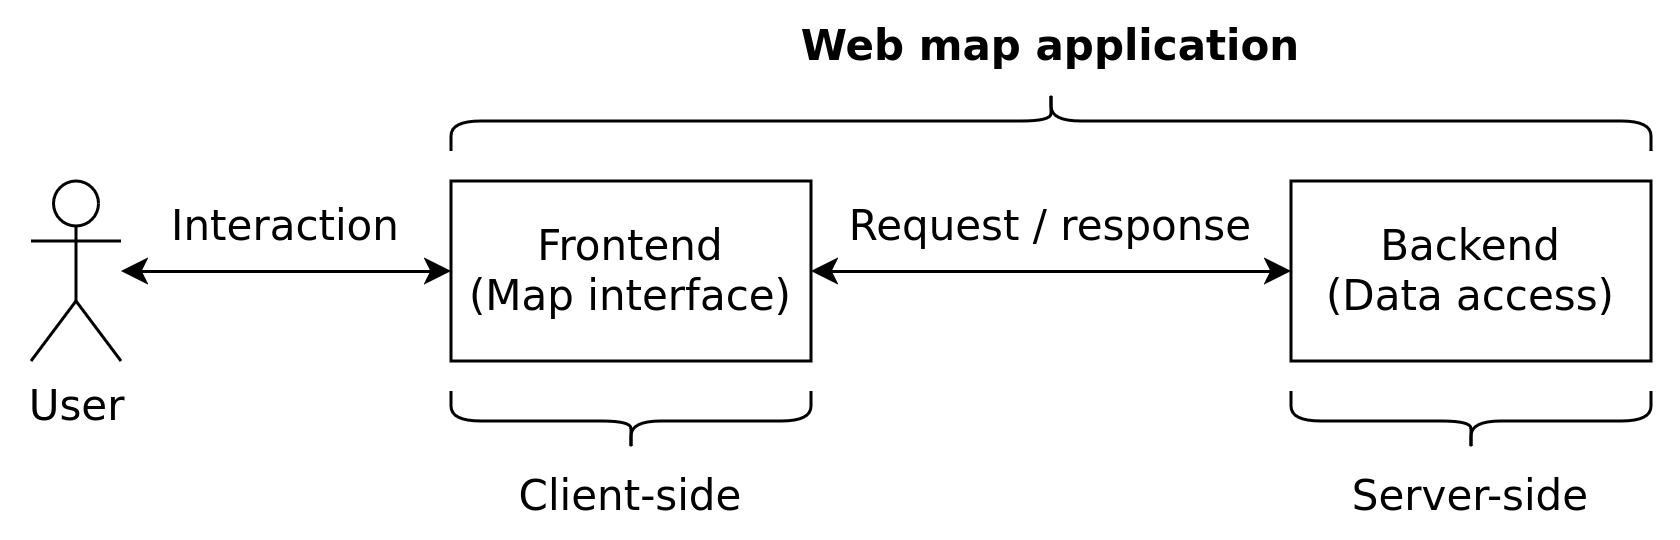 Web map application
Interaction
Frontend
(Map interface)
Request / response
Backend
(Data access)
User
Client-side
Server-side